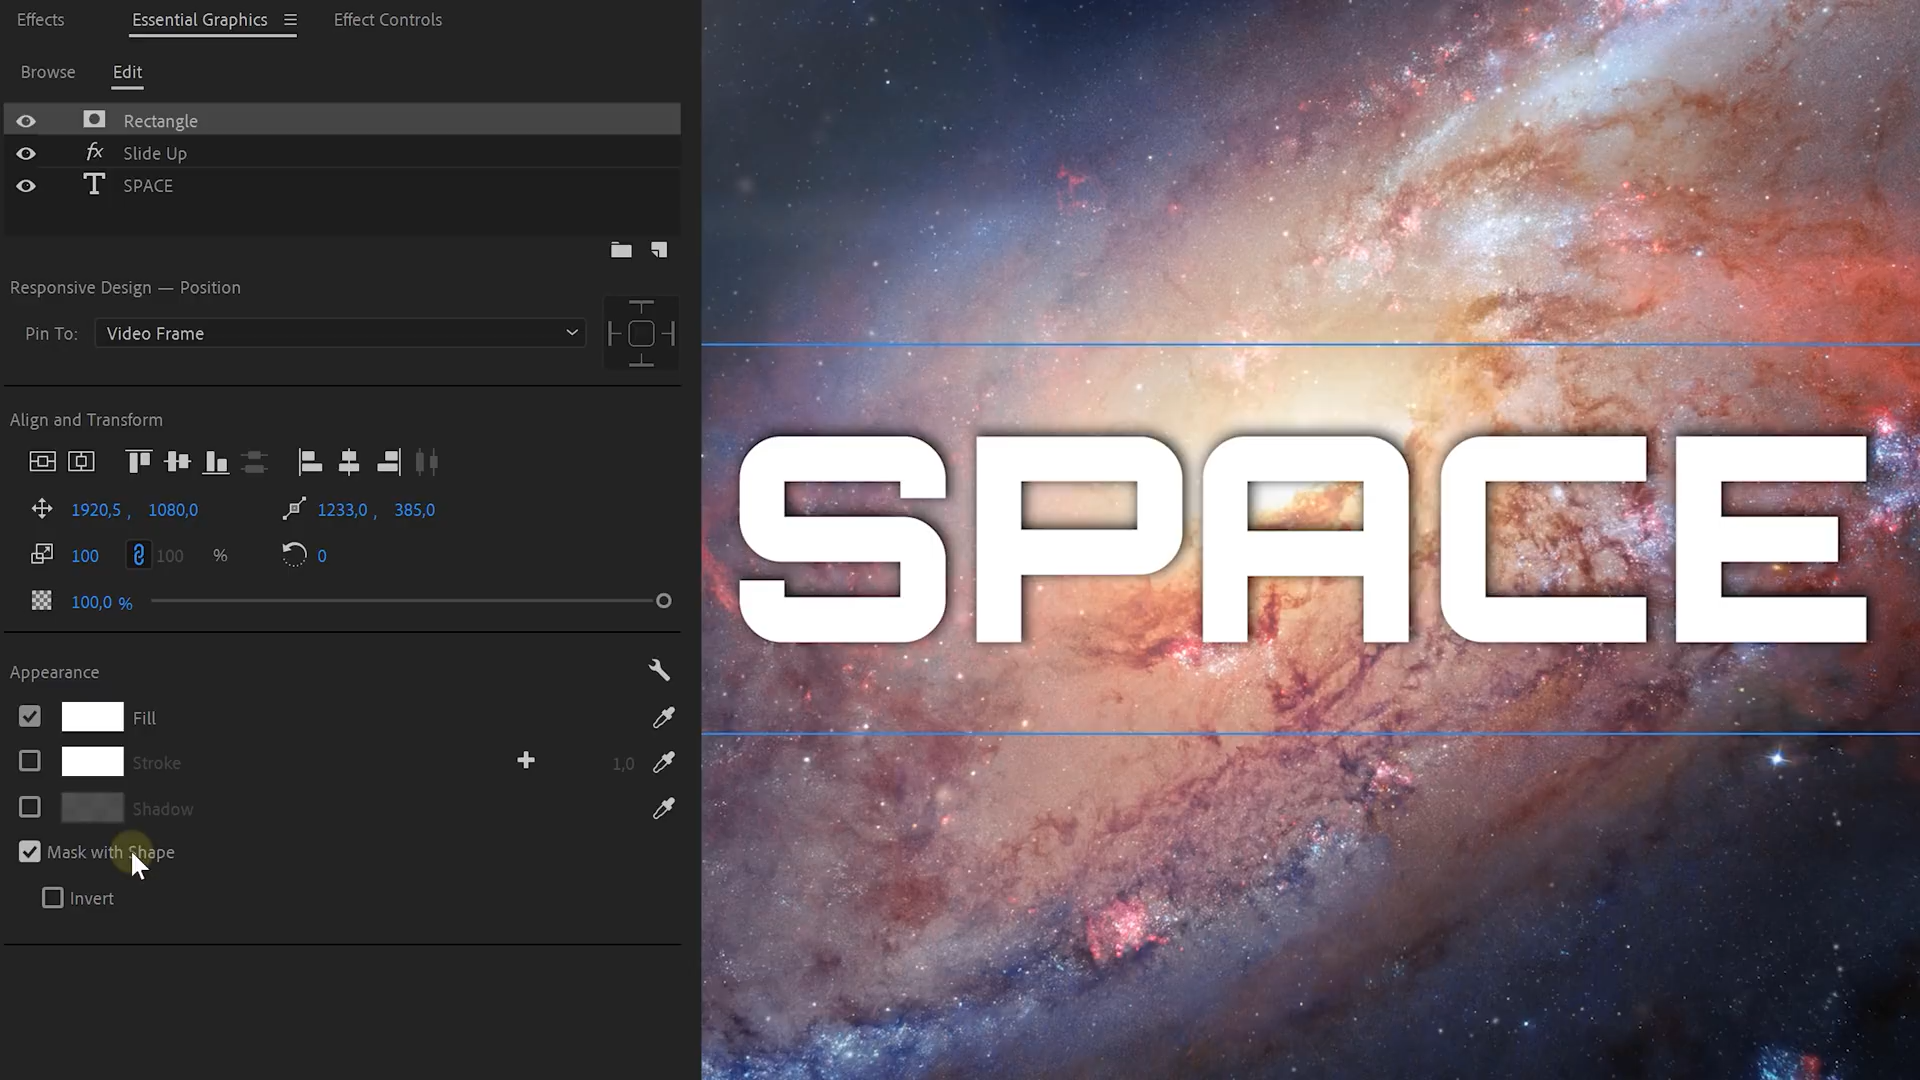 Effects Essential Graphics Effect Controls
Browse Edit
Rectangle
fx Slide Up
T SPACE
Responsive Design — Position
Pin To: Video Frame
Align and Transform
1920,5 , 1080,0 1233,0 , 385,0
100 100 % 0
100,0 %
Appearance
Fill
Stroke 1,0
Shadow
Mask with Shape
Invert
SPACE